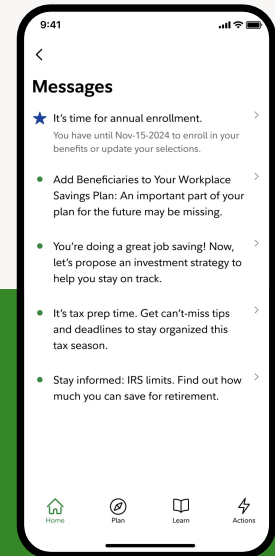 9:41
Messages
It's time for annual enrollment.
You have until Nov-15-2024 to enroll in your
benefits or update your selections.
Add Beneficiaries to Your Workplace
Savings Plan: An important part of your
plan for the future may be missing.
You're doing a great job saving! Now,
let's propose an investment strategy to
help you stay on track.
It's tax prep time. Get can't-miss tips
and deadlines to stay organized this
tax season.
Stay informed: IRS limits. Find out how
much you can save for retirement.
Home Plan Learn Actions